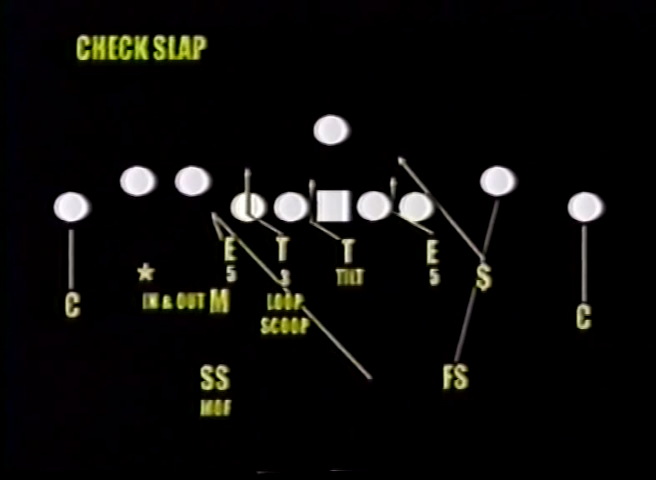 CHECK SLAP
E T T E
5 3 TILT 5 $
★
C IN & OUT M LOOP C
SCOOP
SS FS
MOF